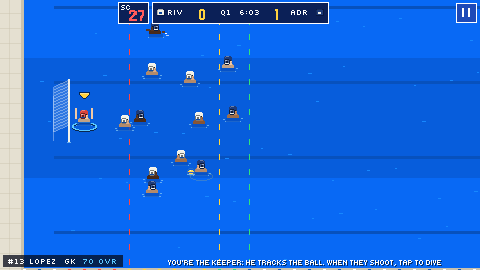 SC
27
RIV 0 Q1 6:03 1 ADR
#13 LOPEZ GK 70 OVR
YOU'RE THE KEEPER: HE TRACKS THE BALL. WHEN THEY SHOOT, TAP TO DIVE